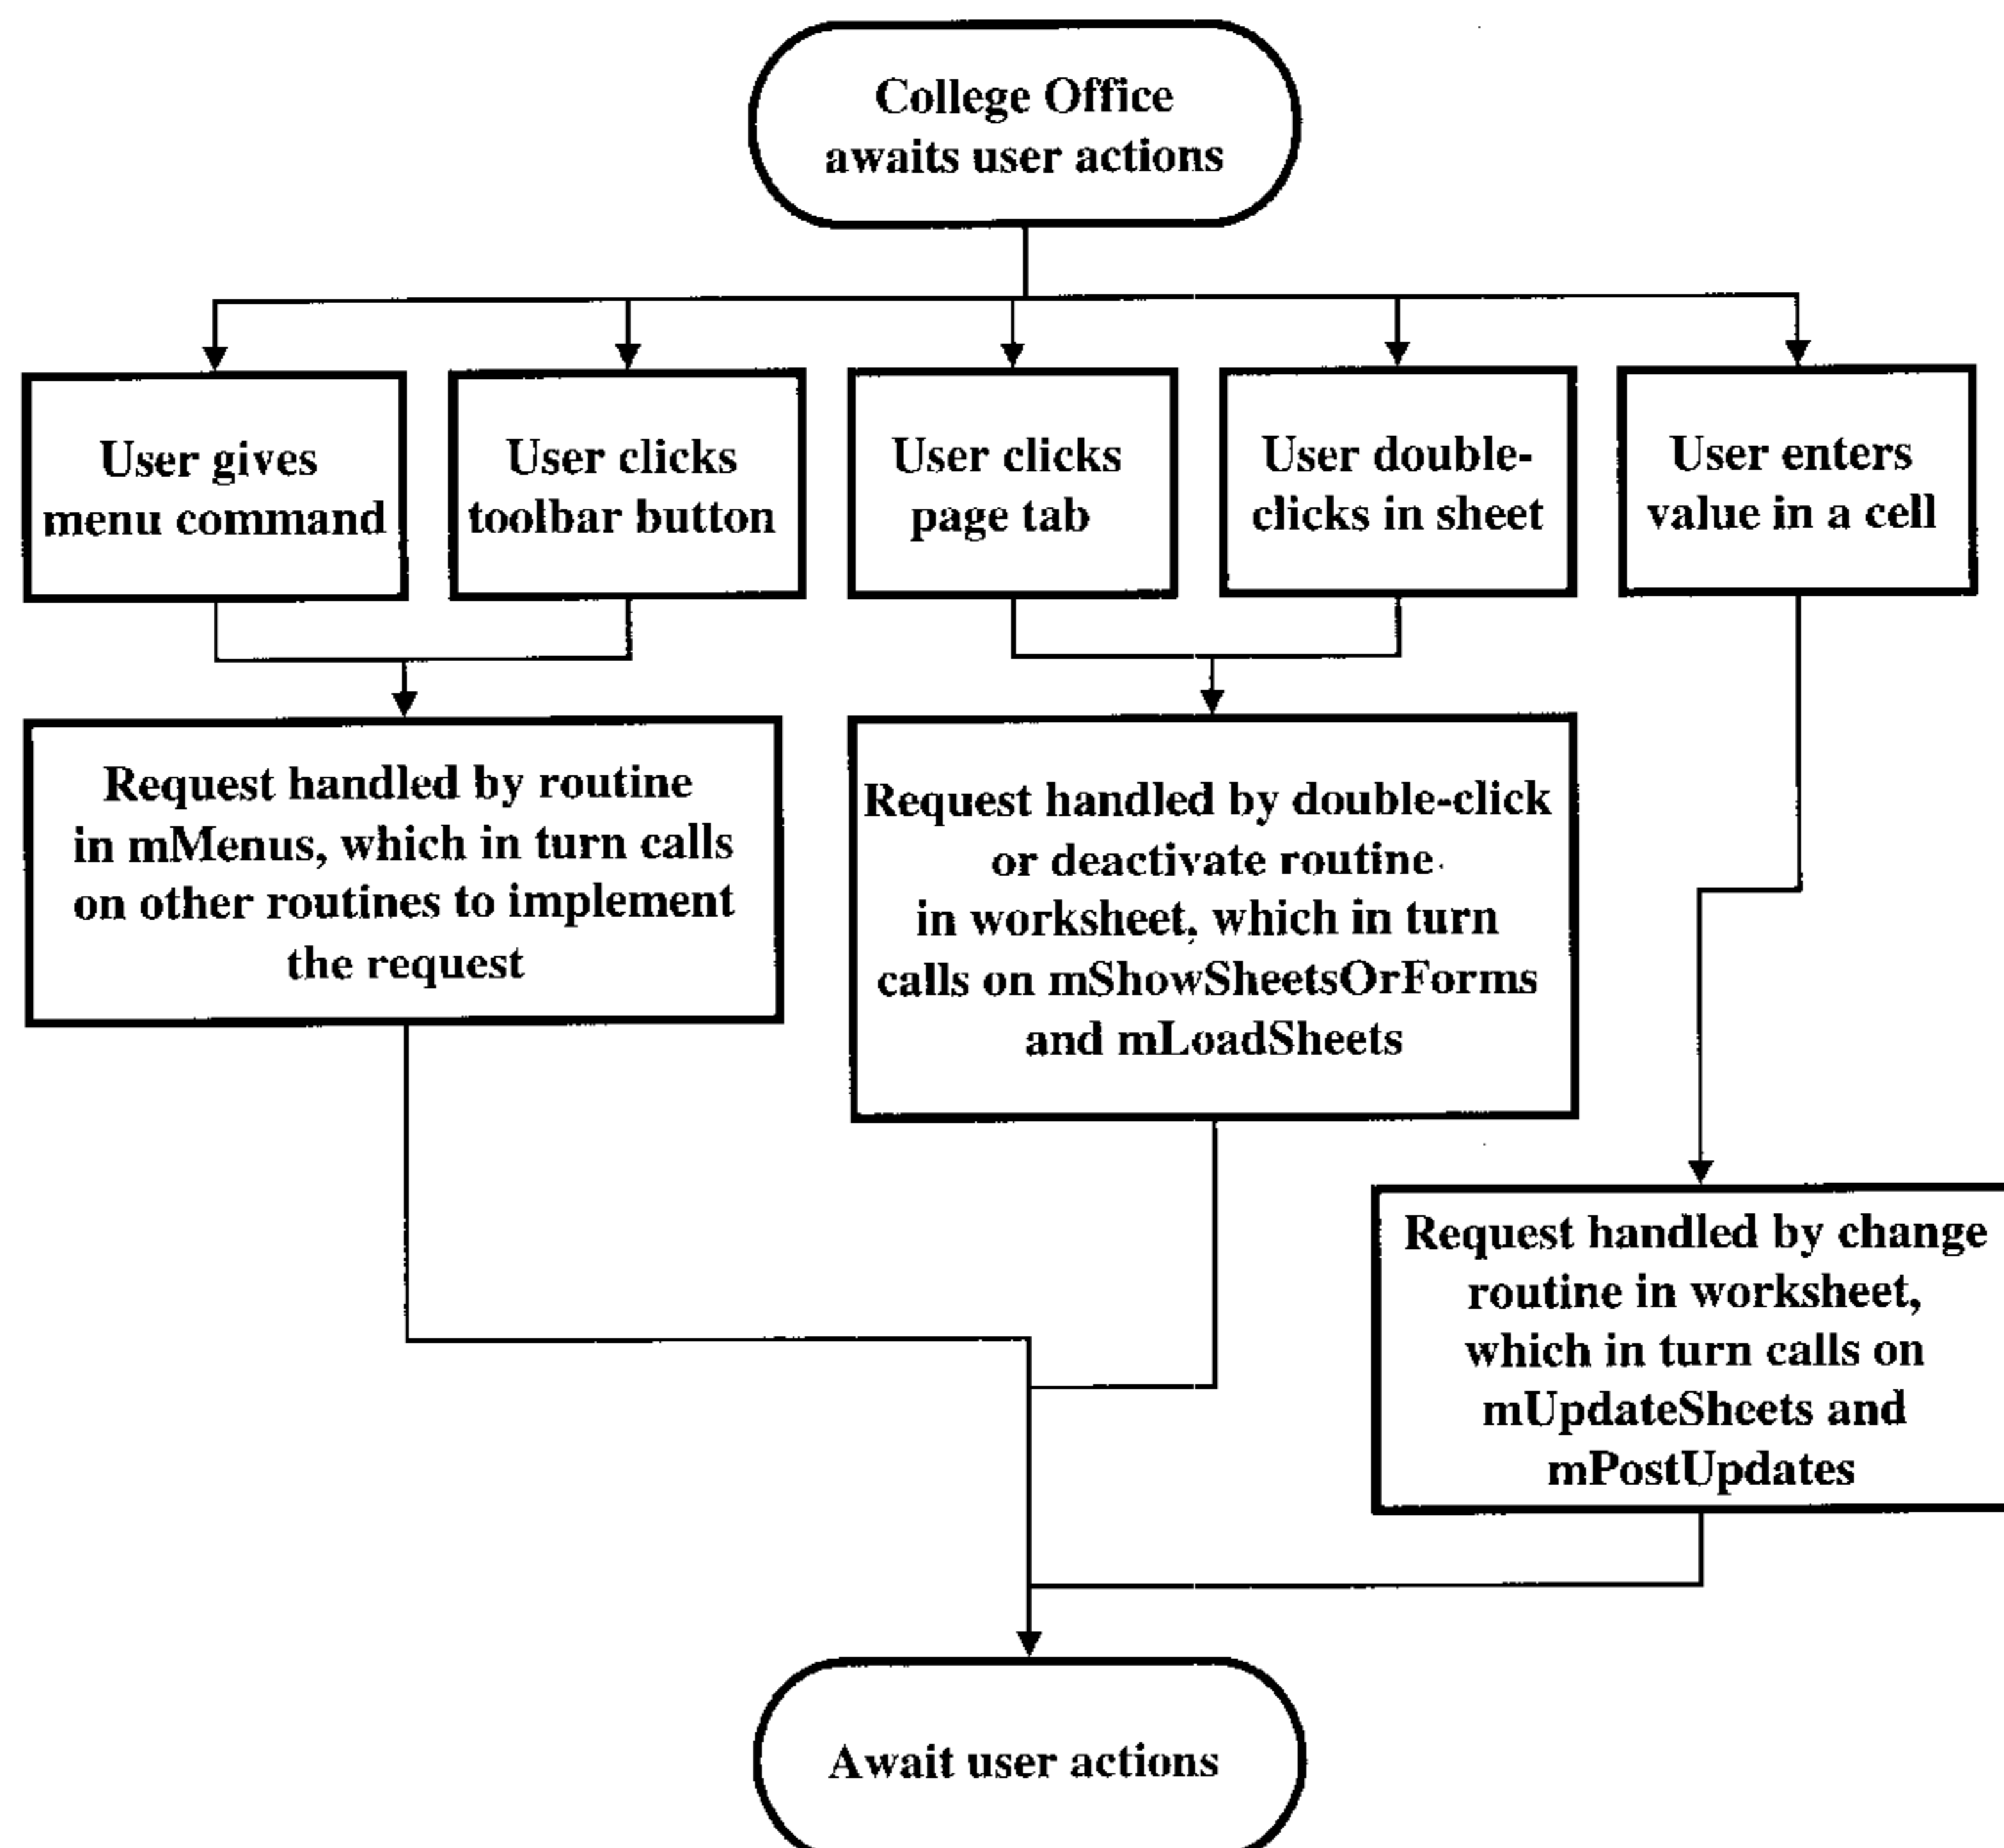 College Office
awaits user actions
User gives
menu command
User clicks
toolbar button
User clicks
page tab
User double-
clicks in sheet
User enters
value in a cell
Request handled by routine
in mMenus, which in turn calls
on other routines to implement
the request
Request handled by double-click
or deactivate routine
in worksheet, which in turn
calls on mShowSheetsOrForms
and mLoadSheets
Request handled by change
routine in worksheet,
which in turn calls on
mUpdateSheets and
mPostUpdates
Await user actions